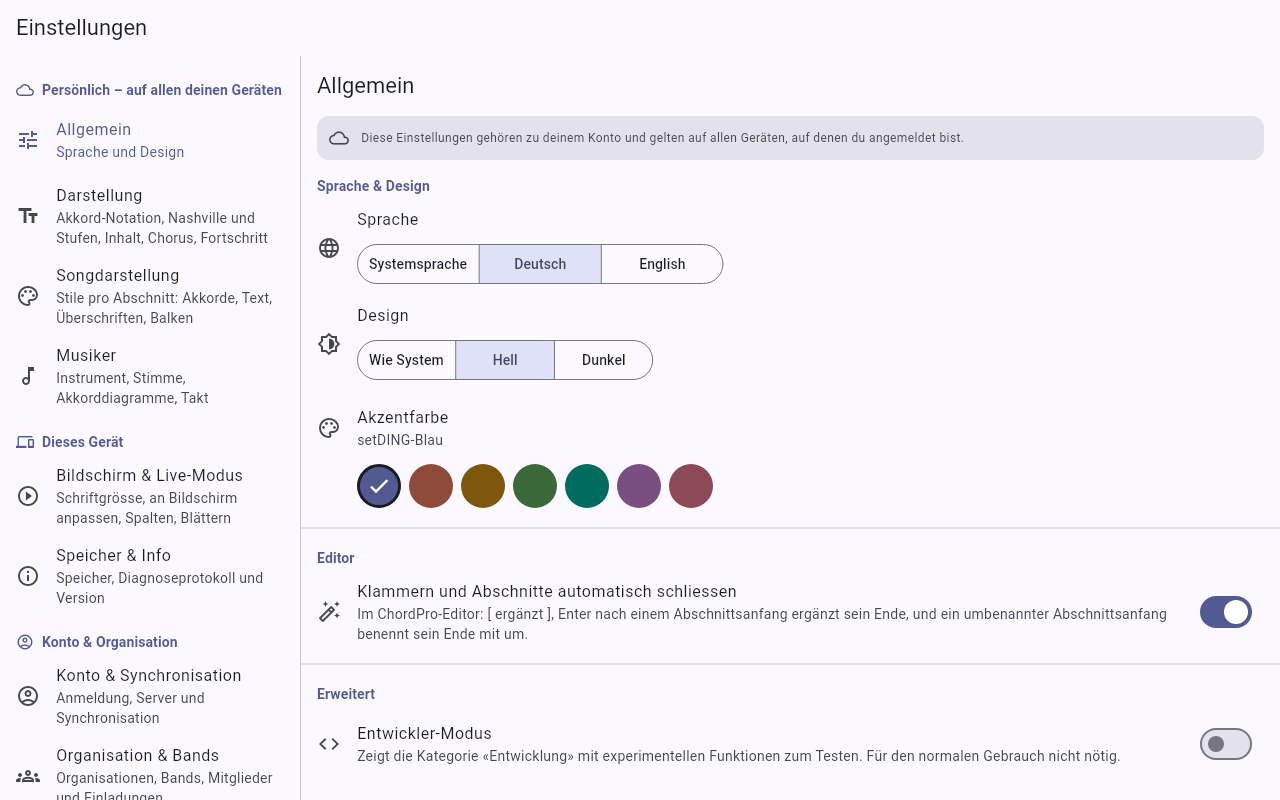 Einstellungen
Persönlich – auf allen deinen Geräten
Allgemein
Sprache und Design
Darstellung
Akkord-Notation, Nashville und
Stufen, Inhalt, Chorus, Fortschritt
Songdarstellung
Stile pro Abschnitt: Akkorde, Text,
Überschriften, Balken
Musiker
Instrument, Stimme,
Akkorddiagramme, Takt
Dieses Gerät
Bildschirm & Live-Modus
Schriftgrösse, an Bildschirm
anpassen, Spalten, Blättern
Speicher & Info
Speicher, Diagnoseprotokoll und
Version
Konto & Organisation
Konto & Synchronisation
Anmeldung, Server und
Synchronisation
Organisation & Bands
Organisationen, Bands, Mitglieder
und Einladungen
Allgemein
Diese Einstellungen gehören zu deinem Konto und gelten auf allen Geräten, auf denen du angemeldet bist.
Sprache & Design
Sprache
Systemsprache Deutsch English
Design
Wie System Hell Dunkel
Akzentfarbe
setDING-Blau
Editor
Klammern und Abschnitte automatisch schliessen
Im ChordPro-Editor: [ ergänzt ], Enter nach einem Abschnittsanfang ergänzt sein Ende, und ein umbenannter Abschnittsanfang
benennt sein Ende mit um.
Erweitert
Entwickler-Modus
Zeigt die Kategorie «Entwicklung» mit experimentellen Funktionen zum Testen. Für den normalen Gebrauch nicht nötig.